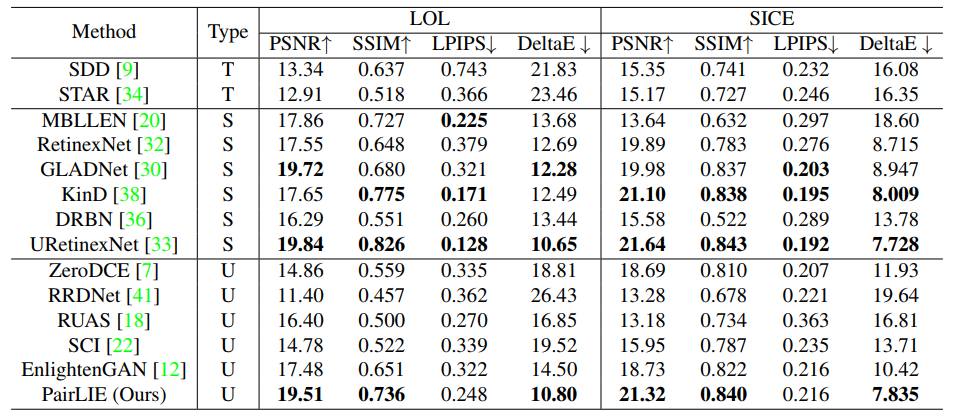 Method Type LOL SICE
PSNR↑ SSIM↑ LPIPS↓ DeltaE↓ PSNR↑ SSIM↑ LPIPS↓ DeltaE↓
SDD [9] T 13.34 0.637 0.743 21.83 15.35 0.741 0.232 16.08
STAR [34] T 12.91 0.518 0.366 23.46 15.17 0.727 0.246 16.35
MBLLEN [20] S 17.86 0.727 0.225 13.68 13.64 0.632 0.297 18.60
RetinexNet [32] S 17.55 0.648 0.379 12.69 19.89 0.783 0.276 8.715
GLADNet [30] S 19.72 0.680 0.321 12.28 19.98 0.837 0.203 8.947
KinD [38] S 17.65 0.775 0.171 12.49 21.10 0.838 0.195 8.009
DRBN [36] S 16.29 0.551 0.260 13.44 15.58 0.522 0.289 13.78
URetinexNet [33] S 19.84 0.826 0.128 10.65 21.64 0.843 0.192 7.728
ZeroDCE [7] U 14.86 0.559 0.335 18.81 18.69 0.810 0.207 11.93
RRDNet [41] U 11.40 0.457 0.362 26.43 13.28 0.678 0.221 19.64
RUAS [18] U 16.40 0.500 0.270 16.85 13.18 0.734 0.363 16.81
SCI [22] U 14.78 0.522 0.339 19.52 15.95 0.787 0.235 13.71
EnlightenGAN [12] U 17.48 0.651 0.322 14.50 18.73 0.822 0.216 10.42
PairLIE (Ours) U 19.51 0.736 0.248 10.80 21.32 0.840 0.216 7.835